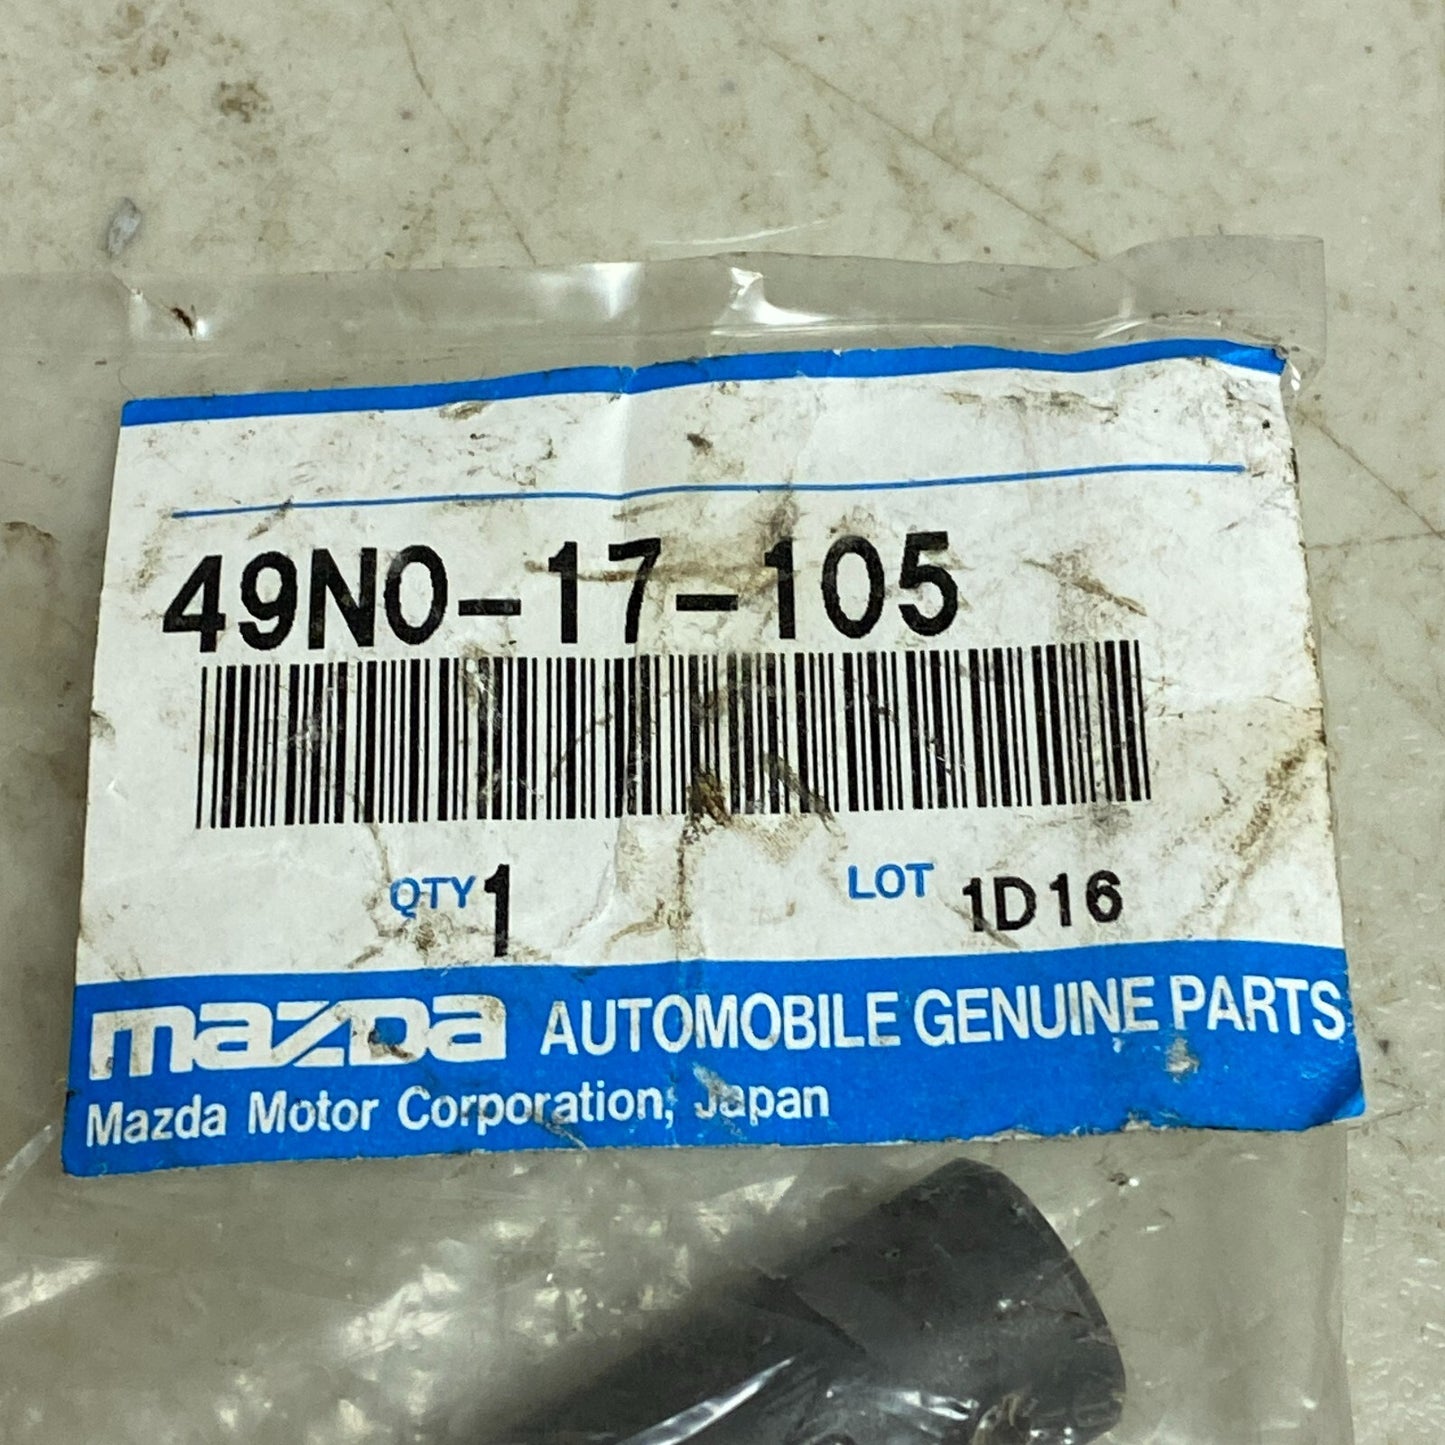 49N0-17-105
QTY 1 LOT 1D16
mazda AUTOMOBILE GENUINE PARTS
Mazda Motor Corporation, Japan